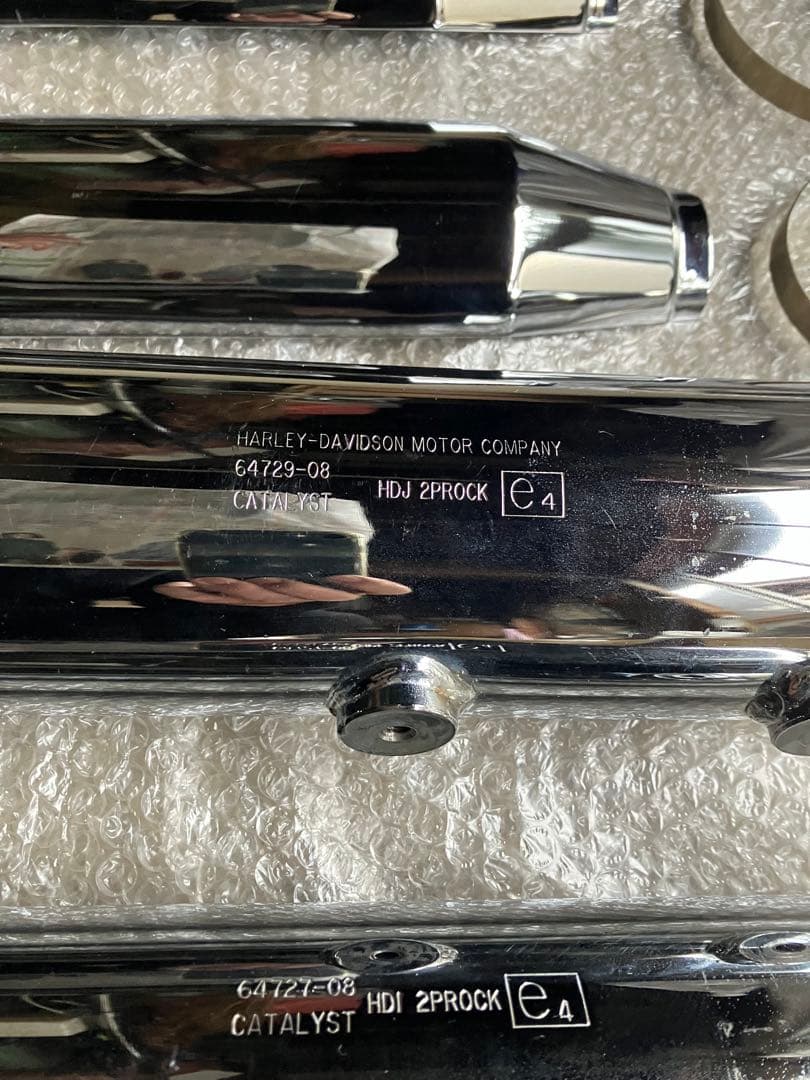 HARLEY-DAVIDSON MOTOR COMPANY
64729-08
CATALYST HDJ 2PROCK e4
64727-08 HDI 2PROCK e4
CATALYST